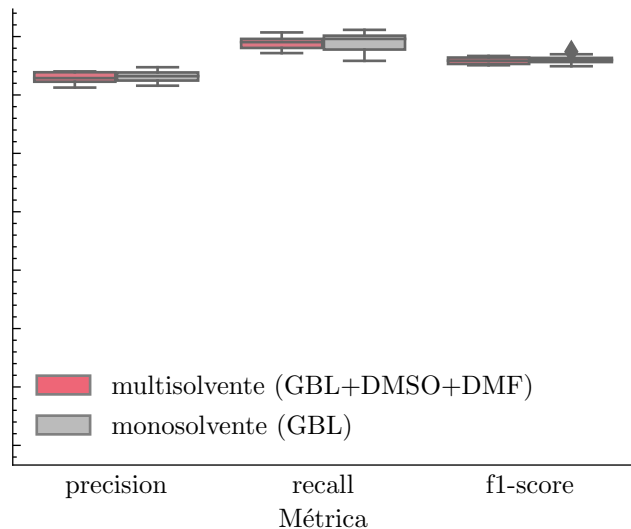 multisolvente (GBL+DMSO+DMF)
monosolvente (GBL)
precision recall f1-score
Métrica